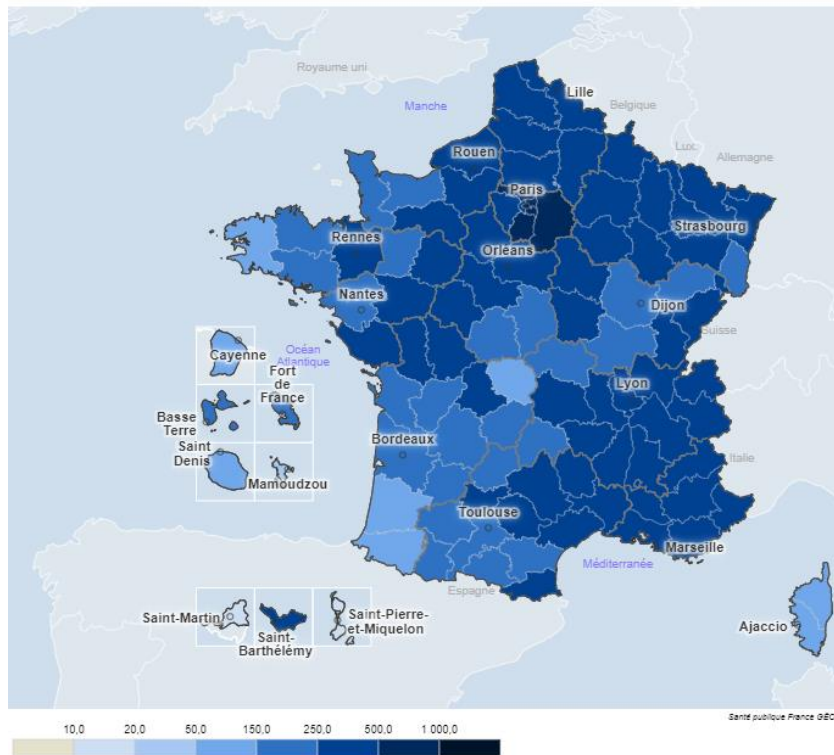 Royaume uni
Lille
Manche
Belgique
Rouen
Lux.
Allemagne
Paris
Strasbourg
Rennes
Orléans
Nantes
Dijon
Suisse
Cayenne
Océan
Atlantique
Fort
de
France
Lyon
Basse
Terre
Bordeaux
Saint
Denis
Italie
Mamoudzou
Toulouse
Marseille
Méditerranée
Espagne
Saint-Martin
Saint-
Barthélémy
Saint-Pierre-
et-Miquelon
Ajaccio
Santé publique France GÉO
10,0 20,0 50,0 150,0 250,0 500,0 1 000,0